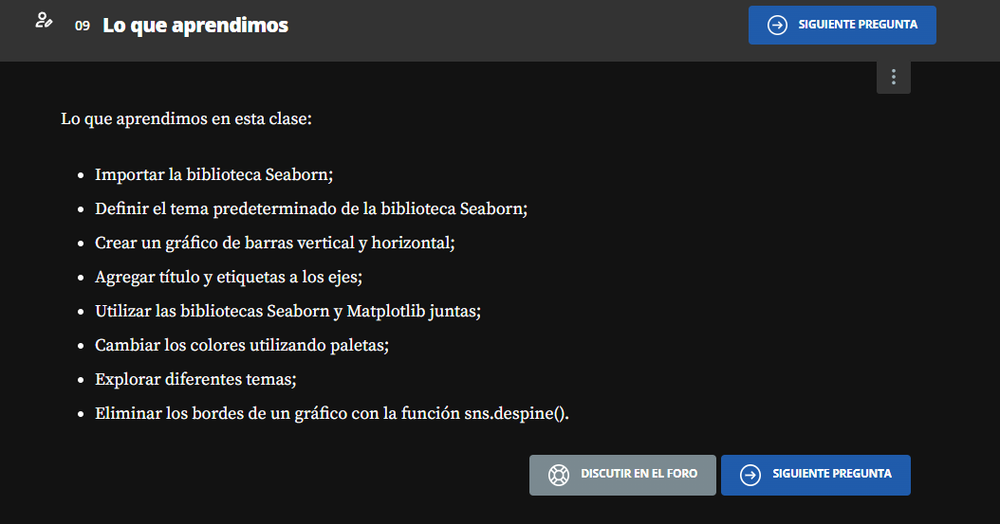 09 Lo que aprendimos
SIGUIENTE PREGUNTA
Lo que aprendimos en esta clase:
Importar la biblioteca Seaborn;
Definir el tema predeterminado de la biblioteca Seaborn;
Crear un gráfico de barras vertical y horizontal;
Agregar título y etiquetas a los ejes;
Utilizar las bibliotecas Seaborn y Matplotlib juntas;
Cambiar los colores utilizando paletas;
Explorar diferentes temas;
Eliminar los bordes de un gráfico con la función sns.despine().
DISCUTIR EN EL FORO
SIGUIENTE PREGUNTA